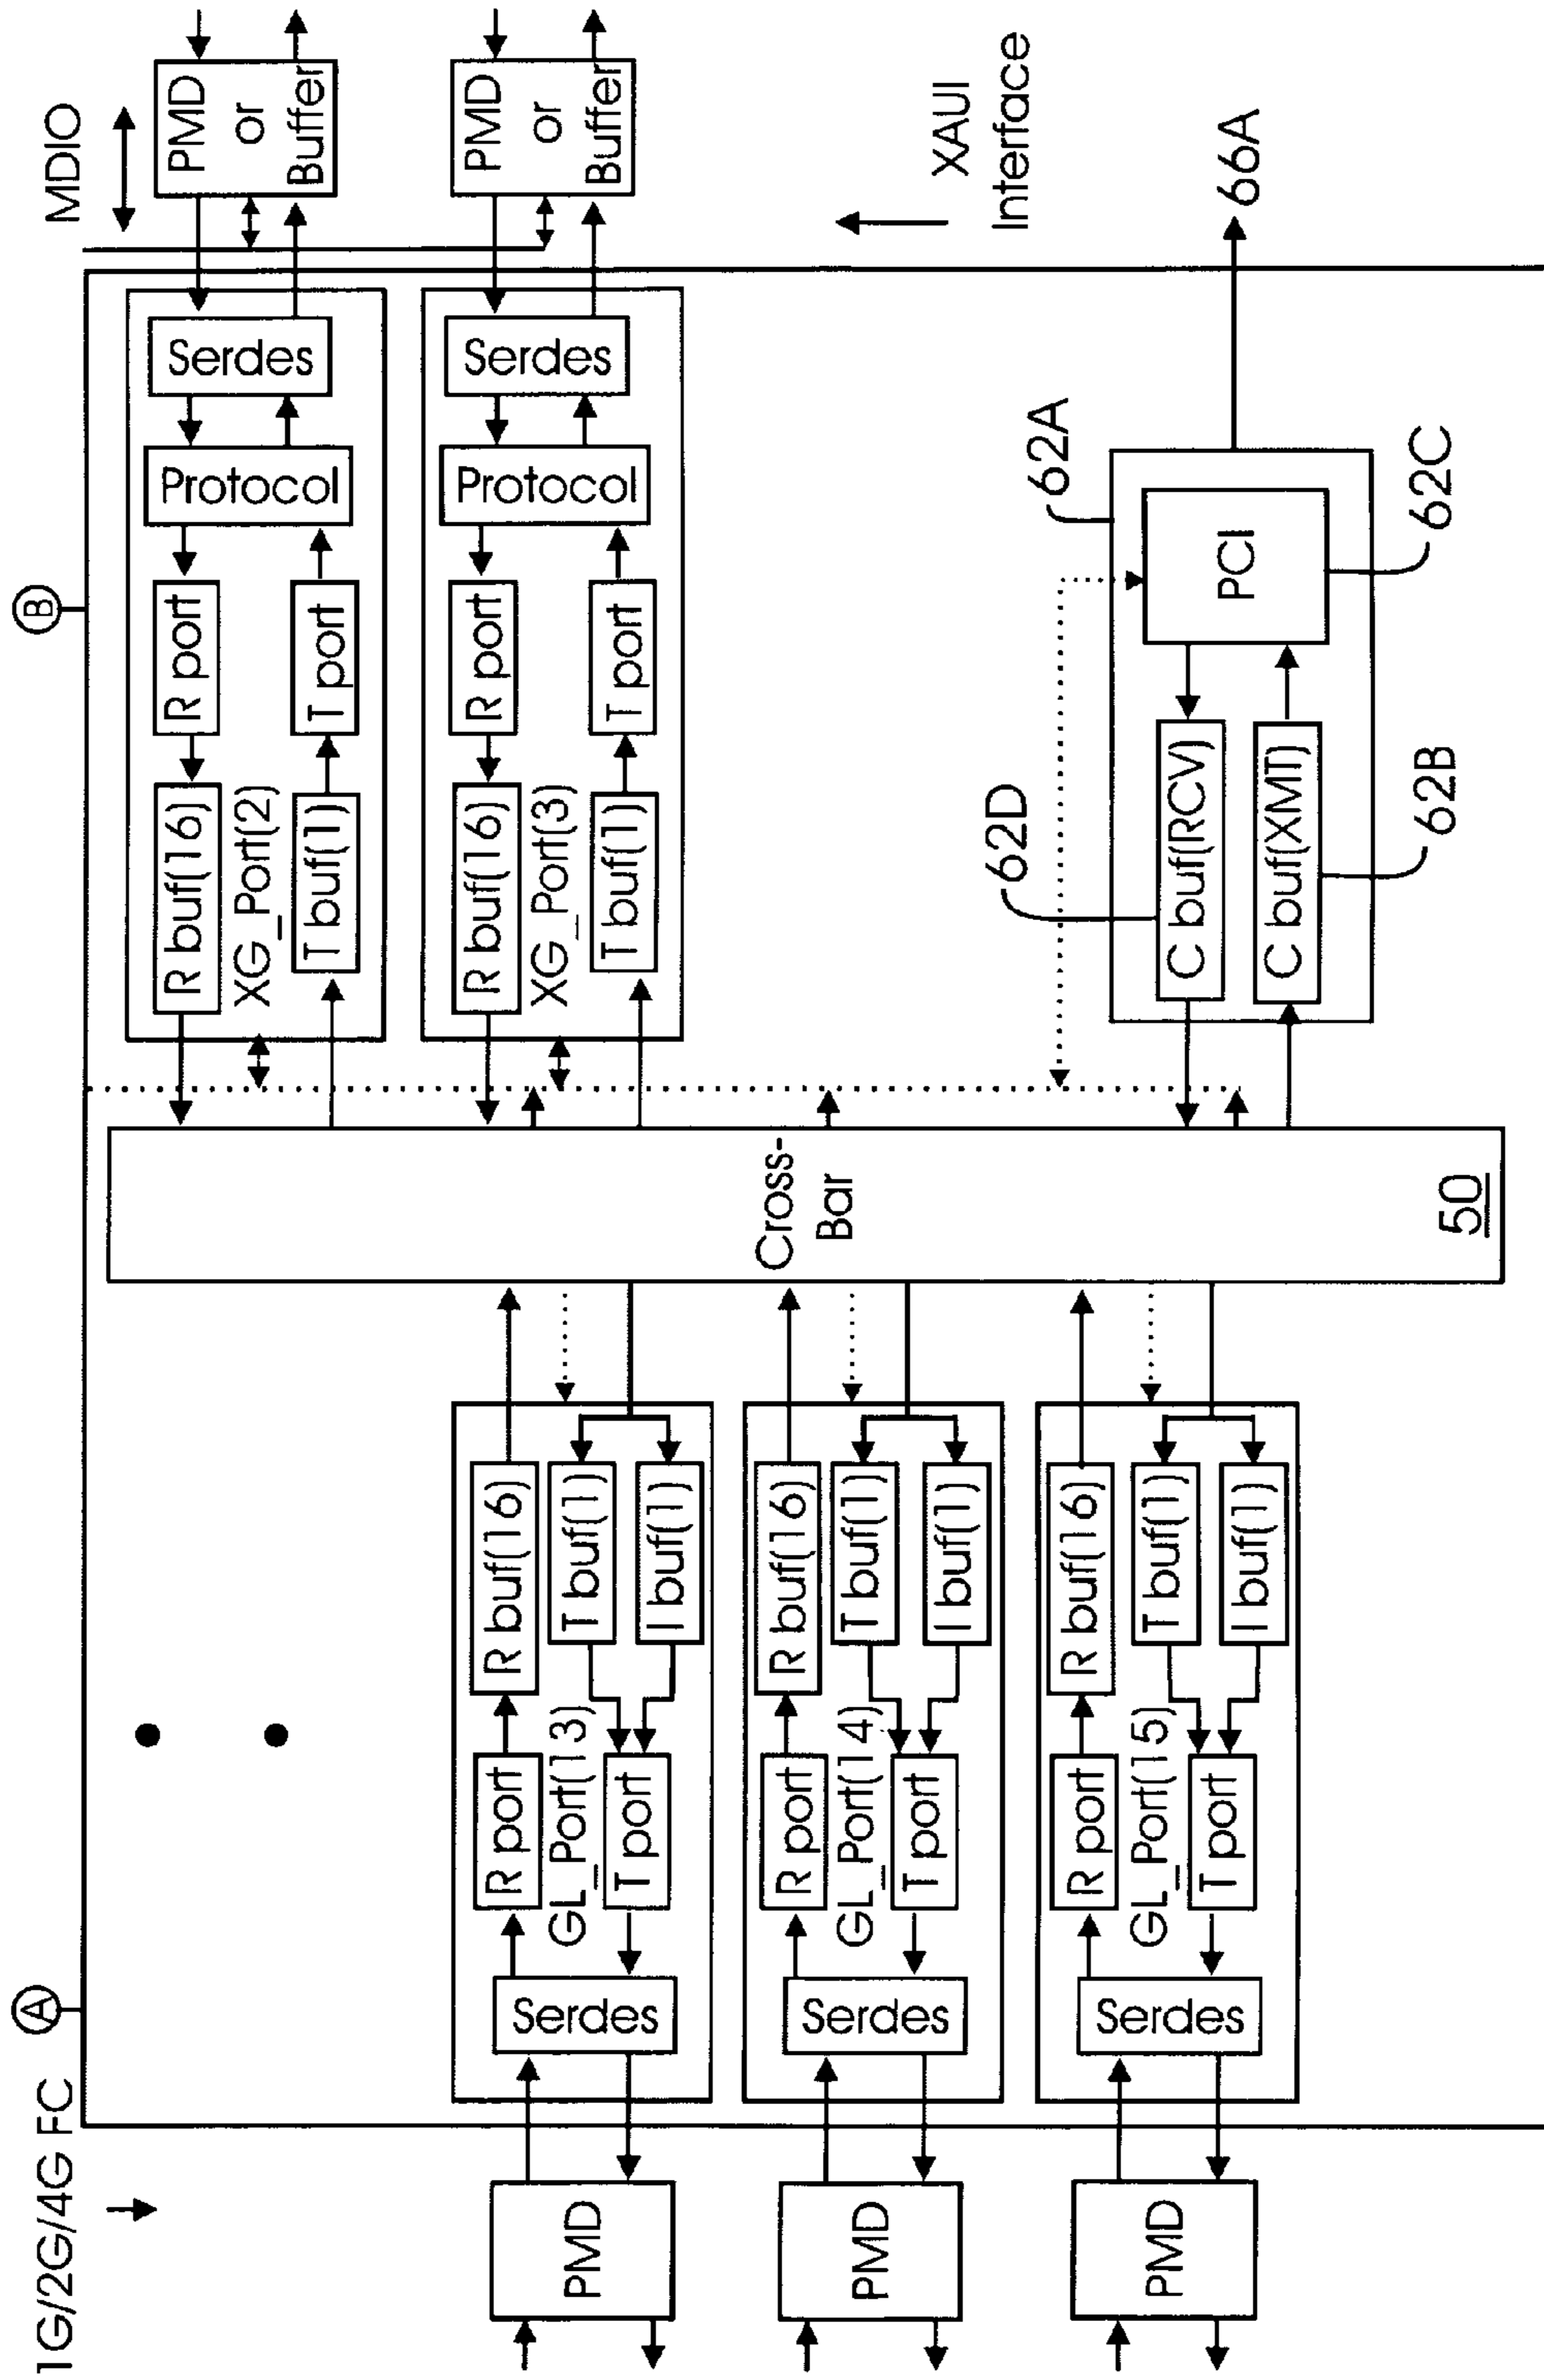 1G/2G/4G FC
A
B
MDIO
PMD
Serdes
R port
R buf(16)
GL_Port(13)
T port
T buf(1)
I buf(1)
PMD
Serdes
R port
R buf(16)
GL_Port(14)
T port
T buf(1)
I buf(1)
PMD
Serdes
R port
R buf(16)
GL_Port(15)
T port
T buf(1)
I buf(1)
Cross-
Bar
50
R buf(16)
R port
Protocol
Serdes
PMD
or
Buffer
XG_Port(2)
T buf(1)
T port
R buf(16)
R port
Protocol
Serdes
PMD
or
Buffer
XG_Port(3)
T buf(1)
T port
XAUI
Interface
62D
62A
C buf(RCV)
C buf(XMT)
PCI
66A
62B
62C